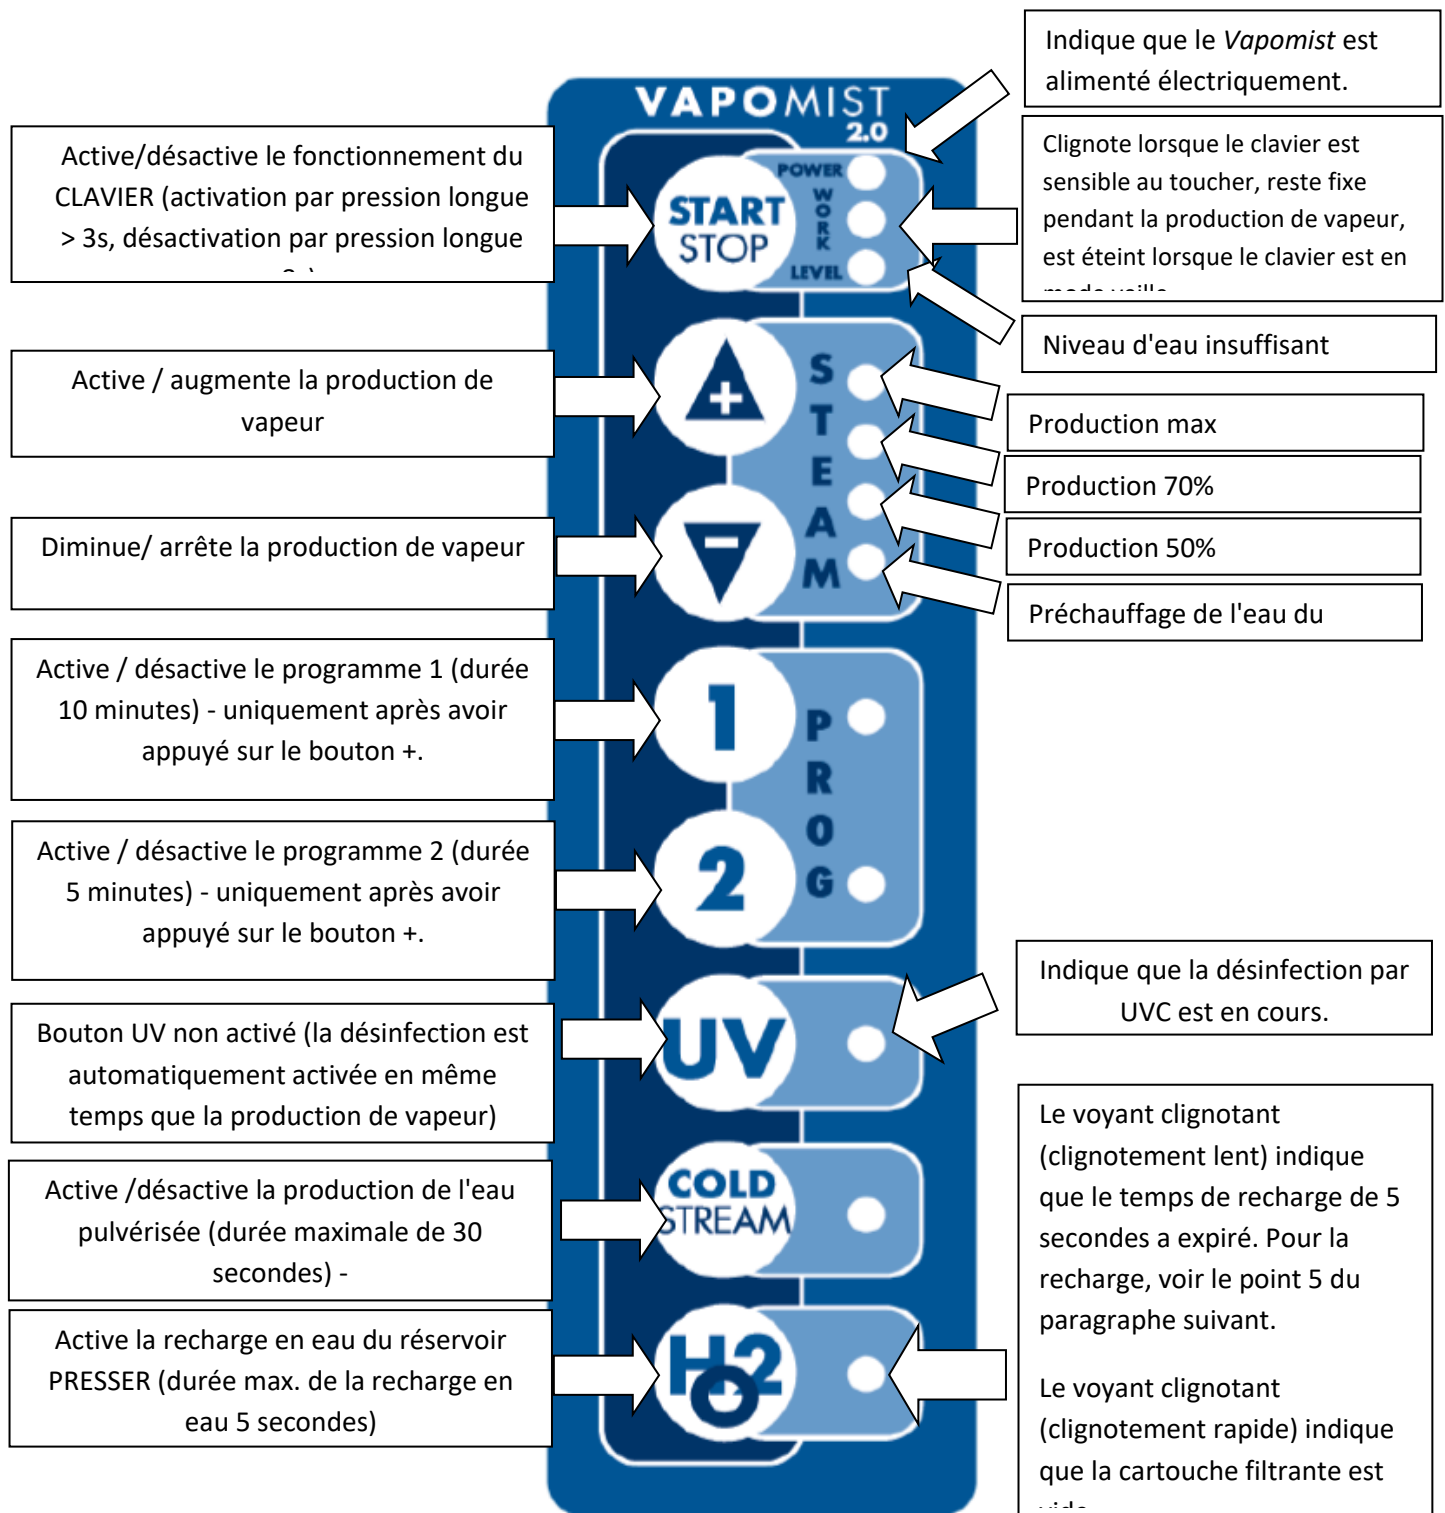 Indique que le Vapomist est
alimenté électriquement.
VAPOMIST
2.0
Active/désactive le fonctionnement du
CLAVIER (activation par pression longue
> 3s, désactivation par pression longue
START
STOP
POWER
WORK
LEVEL
Clignote lorsque le clavier est
sensible au toucher, reste fixe
pendant la production de vapeur,
est éteint lorsque le clavier est en
mode veille
Niveau d'eau insuffisant
Active / augmente la production de
vapeur
+
STEAM
Production max
Production 70%
Production 50%
Préchauffage de l'eau du
Diminue/ arrête la production de vapeur
-
Active / désactive le programme 1 (durée
10 minutes) - uniquement après avoir
appuyé sur le bouton +.
1
PROG
Active / désactive le programme 2 (durée
5 minutes) - uniquement après avoir
appuyé sur le bouton +.
2
Bouton UV non activé (la désinfection est
automatiquement activée en même
temps que la production de vapeur)
UV
Indique que la désinfection par
UVC est en cours.
Active /désactive la production de l'eau
pulvérisée (durée maximale de 30
secondes) -
COLD
STREAM
Active la recharge en eau du réservoir
PRESSER (durée max. de la recharge en
eau 5 secondes)
H2
O
Le voyant clignotant
(clignotement lent) indique
que le temps de recharge de 5
secondes a expiré. Pour la
recharge, voir le point 5 du
paragraphe suivant.
Le voyant clignotant
(clignotement rapide) indique
que la cartouche filtrante est
vide